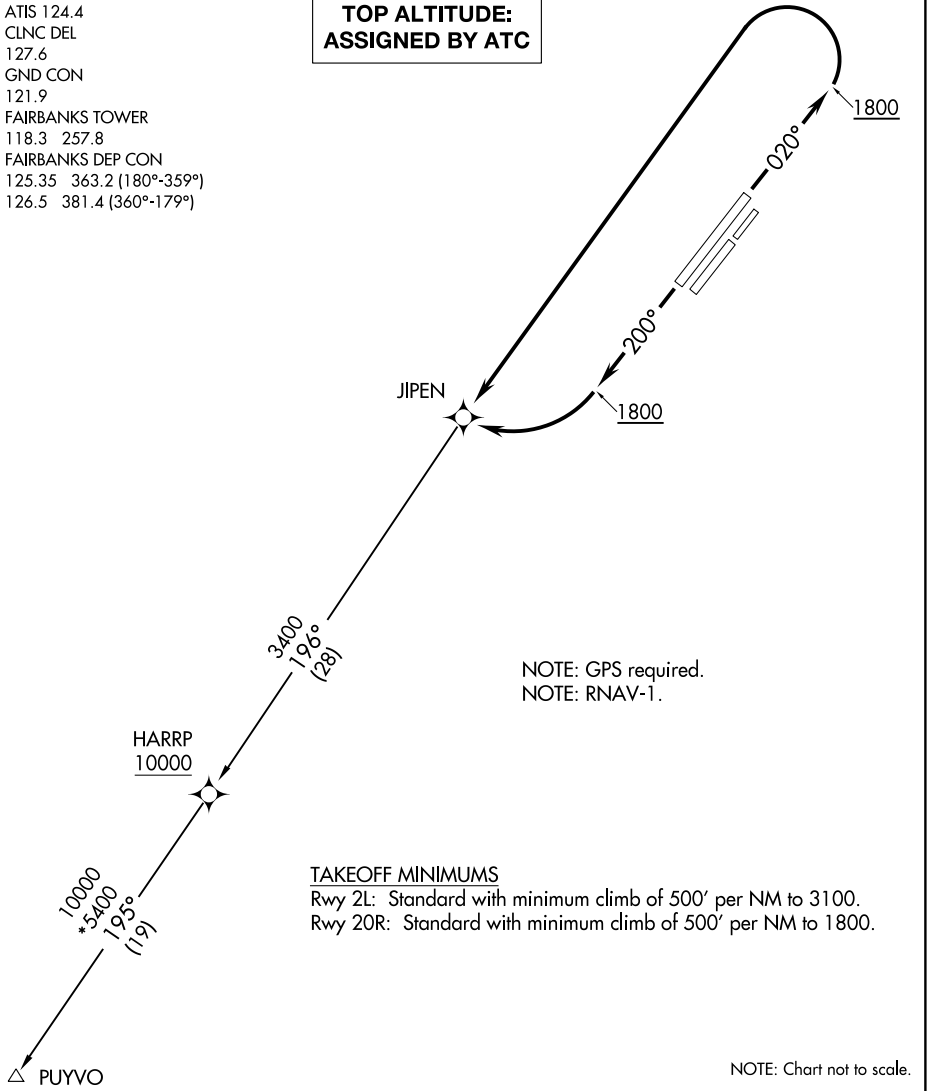 ATIS 124.4
CLNC DEL
127.6
GND CON
121.9
FAIRBANKS TOWER
118.3 257.8
FAIRBANKS DEP CON
125.35 363.2 (180°-359°)
126.5 381.4 (360°-179°)
TOP ALTITUDE:
ASSIGNED BY ATC
1800
020°
200°
1800
JIPEN
3400
196°
(28)
NOTE: GPS required.
NOTE: RNAV-1.
HARRP
10000
TAKEOFF MINIMUMS
Rwy 2L: Standard with minimum climb of 500' per NM to 3100.
Rwy 20R: Standard with minimum climb of 500' per NM to 1800.
10000
*5400
195°
(19)
PUYVO
NOTE: Chart not to scale.